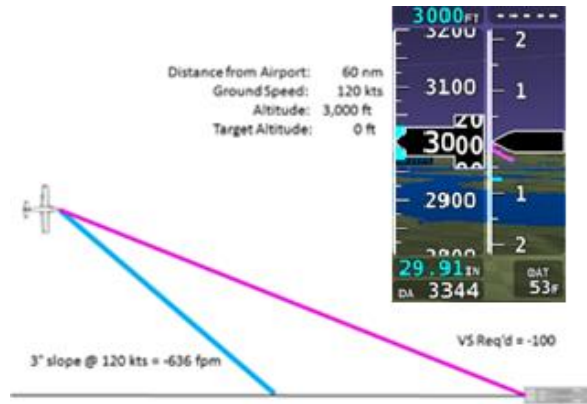 3000FT -----
3200
2
Distance from Airport: 60 nm
Ground Speed: 120 kts
3100
1
Altitude: 3,000 ft
Target Altitude: 0 ft
20
3000
2900
1
2800
2
29.91IN
OAT
DA 3344
53F
VS Req'd = -100
3° slope @ 120 kts = -636 fpm